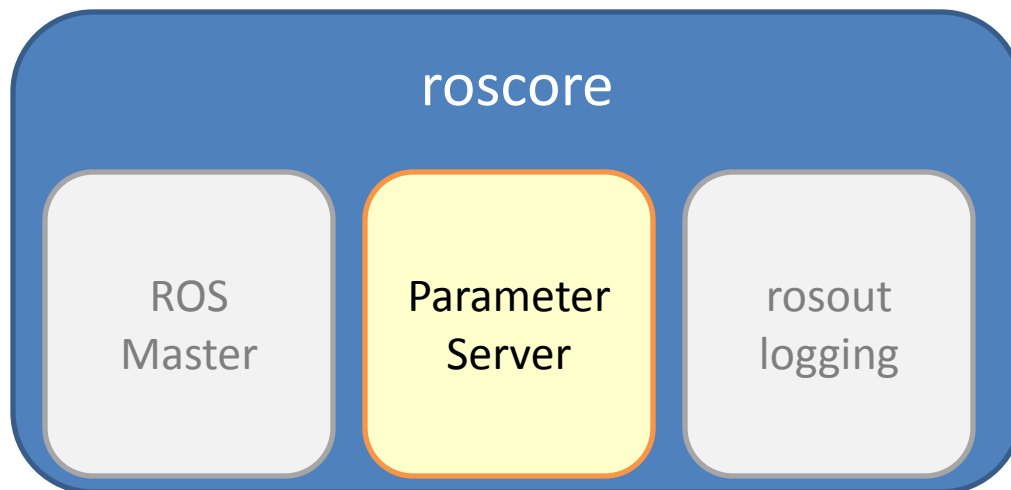 roscore
ROS
Master
Parameter
Server
rosout
logging